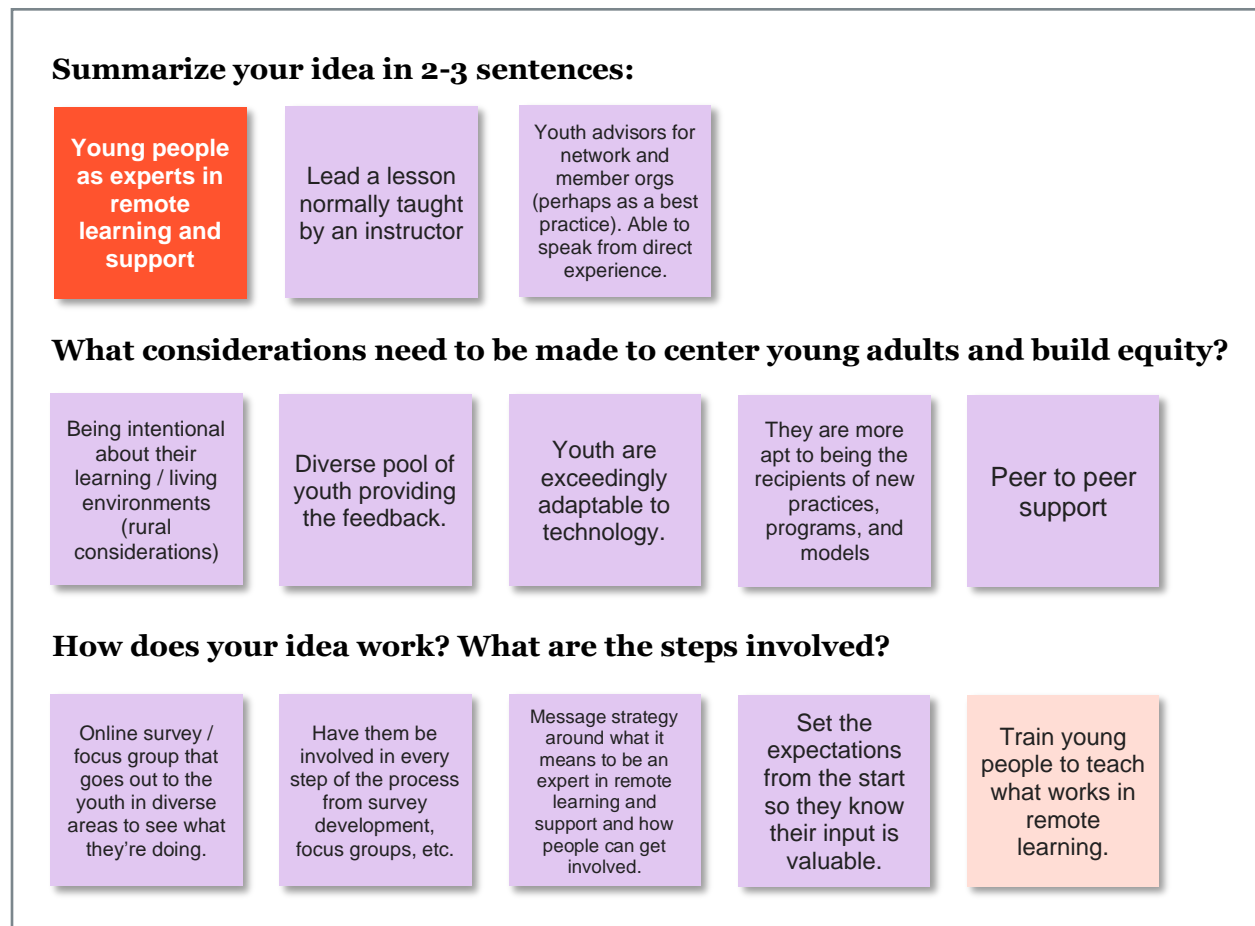 Summarize your idea in 2-3 sentences:
Young people
as experts in
remote
learning and
support
Lead a lesson
normally taught
by an instructor
Youth advisors for
network and
member orgs
(perhaps as a best
practice). Able to
speak from direct
experience.
What considerations need to be made to center young adults and build equity?
Being intentional
about their
learning / living
environments
(rural
considerations)
Diverse pool of
youth providing
the feedback.
Youth are
exceedingly
adaptable to
technology.
They are more
apt to being the
recipients of new
practices,
programs, and
models
Peer to peer
support
How does your idea work? What are the steps involved?
Online survey /
focus group that
goes out to the
youth in diverse
areas to see what
they're doing.
Have them be
involved in every
step of the process
from survey
development,
focus groups, etc.
Message strategy
around what it
means to be an
expert in remote
learning and
support and how
people can get
involved.
Set the
expectations
from the start
so they know
their input is
valuable.
Train young
people to teach
what works in
remote
learning.